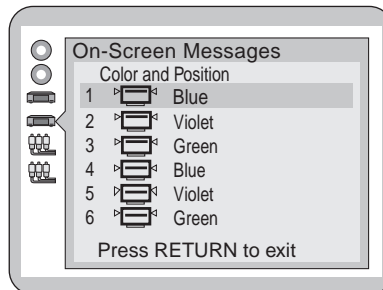 On-Screen Messages
Color and Position
1 Blue
2 Violet
3 Green
4 Blue
5 Violet
6 Green
Press RETURN to exit